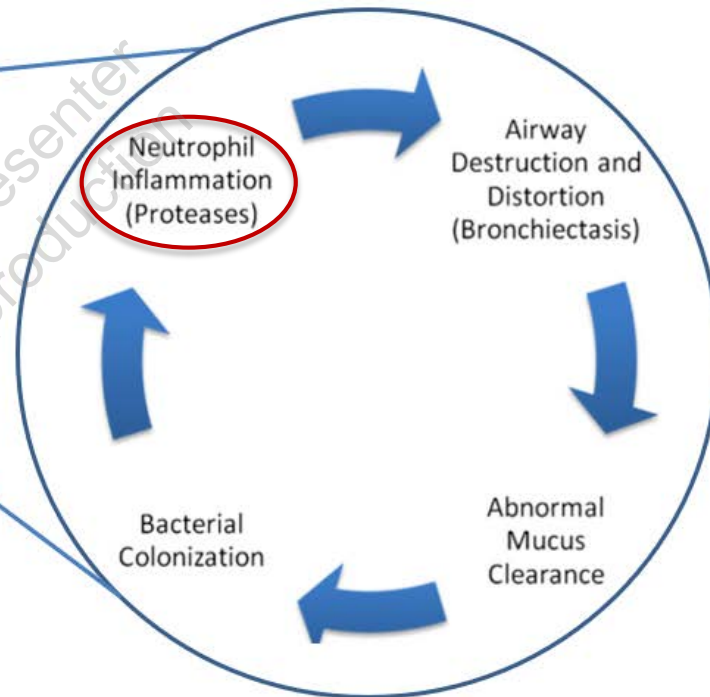 Neutrophil
Inflammation
(Proteases)
Airway
Destruction and
Distortion
(Bronchiectasis)
Abnormal
Mucus
Clearance
Bacterial
Colonization